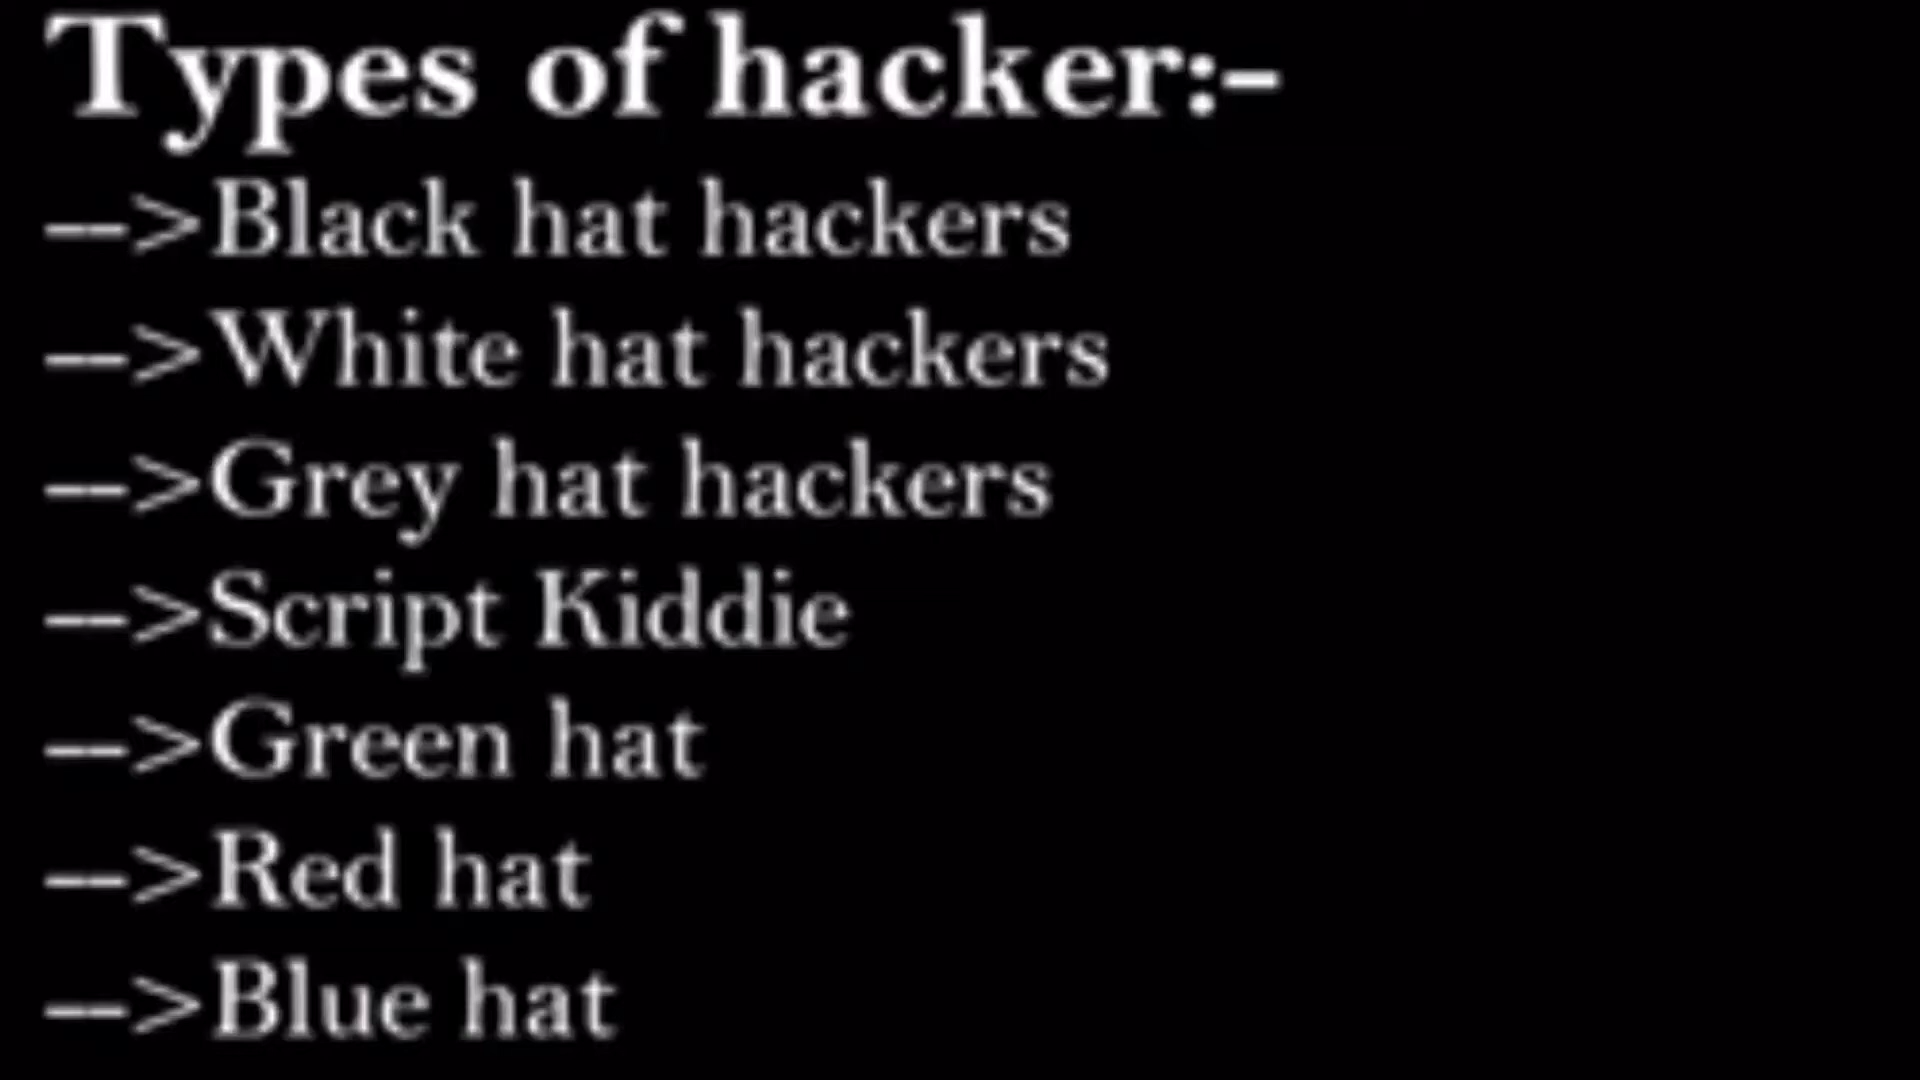 Types of hacker:-
-->Black hat hackers
-->White hat hackers
-->Grey hat hackers
-->Script Kiddie
-->Green hat
-->Red hat
-->Blue hat